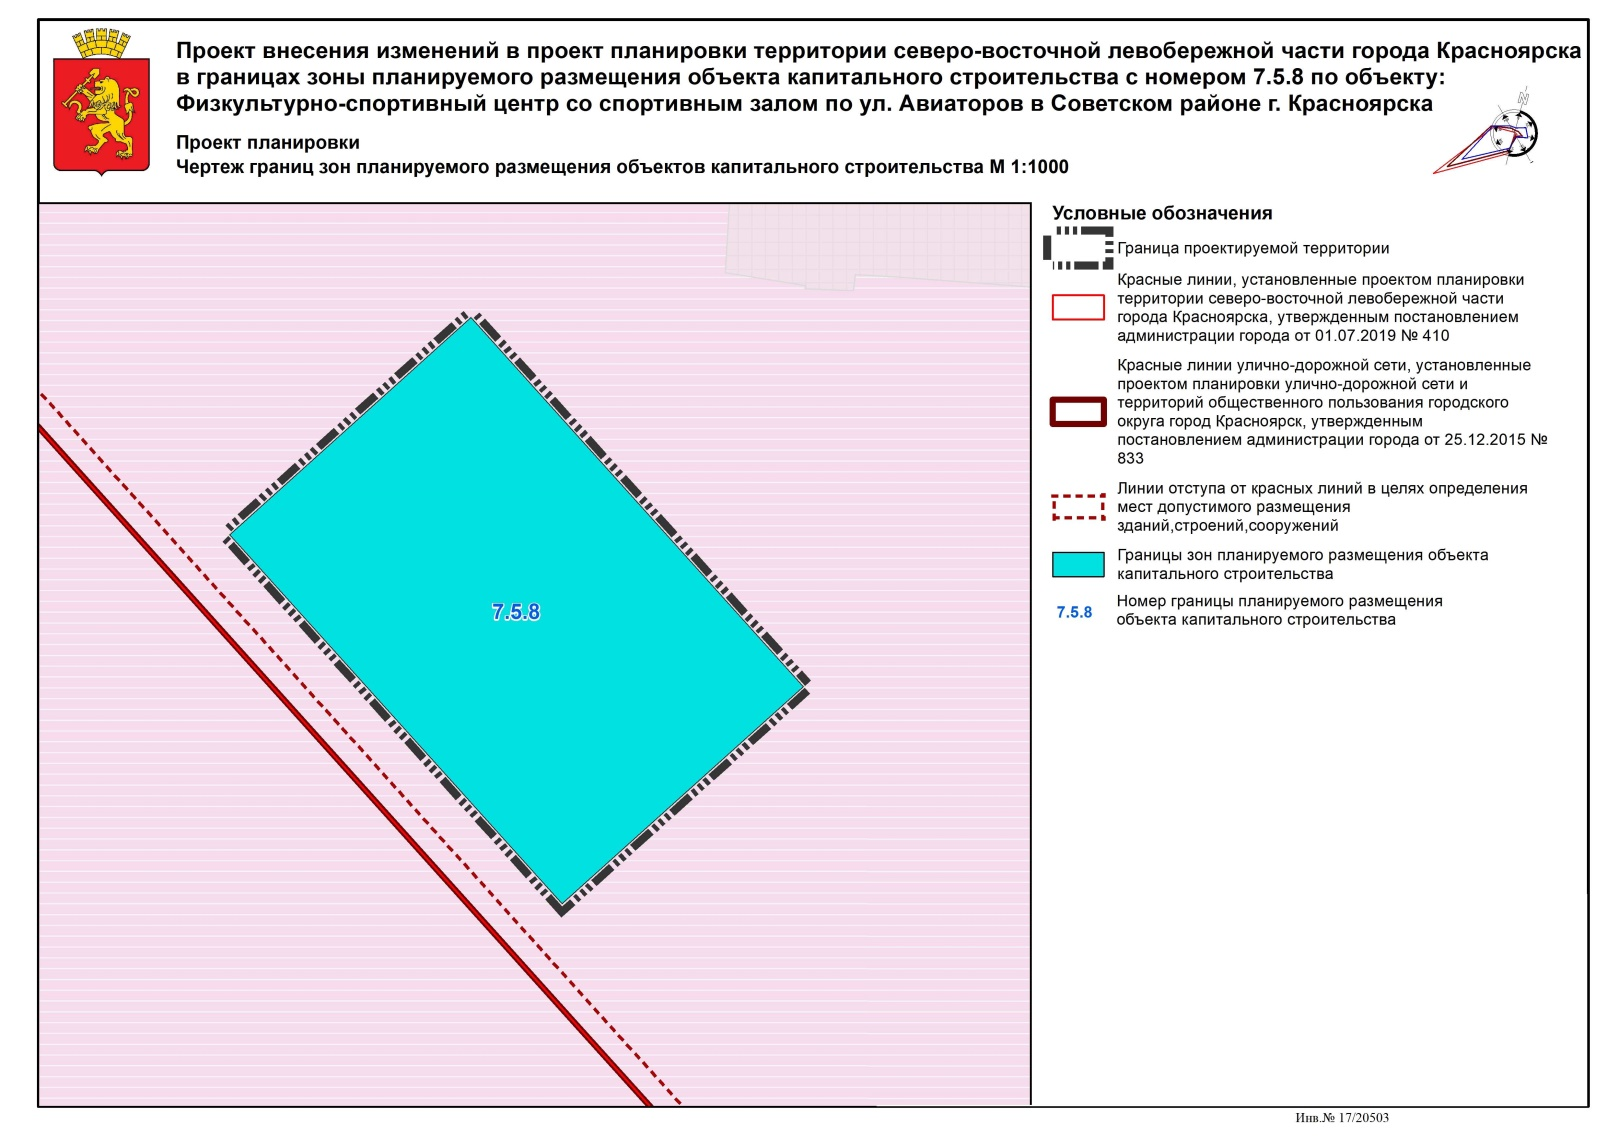 Проект внесения изменений в проект планировки территории северо-восточной левобережной части города Красноярска
в границах зоны планируемого размещения объекта капитального строительства с номером 7.5.8 по объекту:
Физкультурно-спортивный центр со спортивным залом по ул. Авиаторов в Советском районе г. Красноярска
Проект планировки
Чертеж границ зон планируемого размещения объектов капитального строительства М 1:1000
N
Условные обозначения
Граница проектируемой территории
Красные линии, установленные проектом планировки
территории северо-восточной левобережной части
города Красноярска, утвержденным постановлением
администрации города от 01.07.2019 № 410
Красные линии улично-дорожной сети, установленные
проектом планировки улично-дорожной сети и
территорий общественного пользования городского
округа город Красноярск, утвержденным
постановлением администрации города от 25.12.2015 №
833
Линии отступа от красных линий в целях определения
мест допустимого размещения
зданий,строений,сооружений
Границы зон планируемого размещения объекта
капитального строительства
7.5.8 Номер границы планируемого размещения
объекта капитального строительства
7.5.8
Инв.№ 17/20503